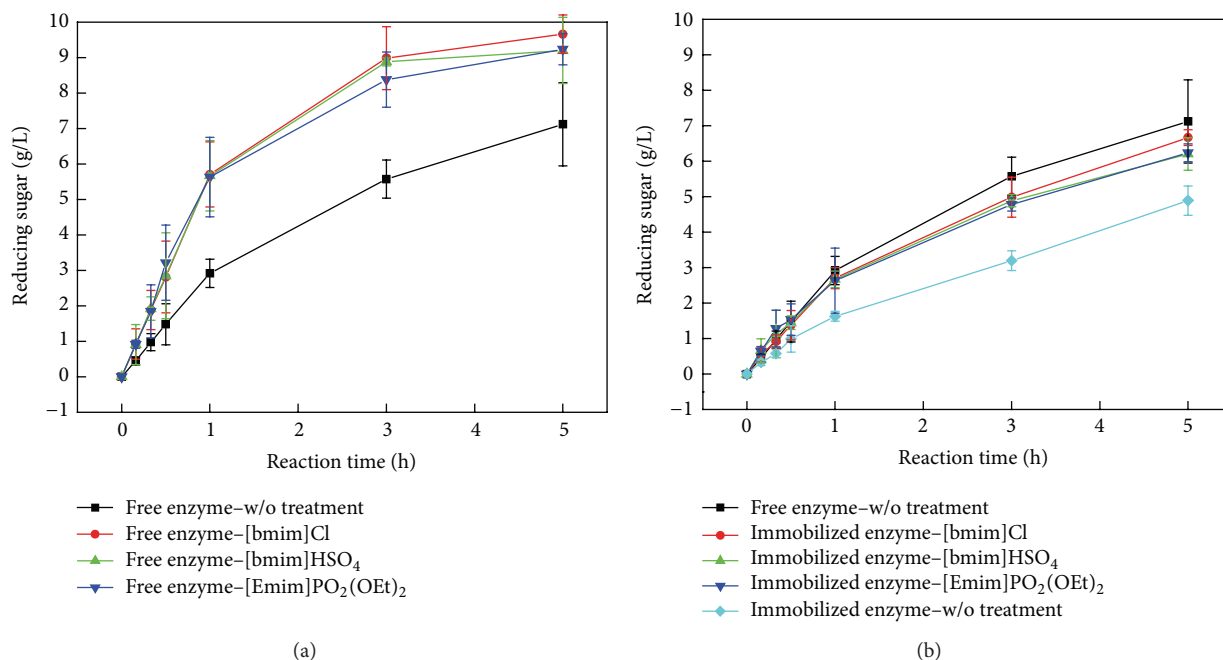 10
9
8
7
6
5
4
3
2
1
0
−1
Reducing sugar (g/L)
0 1 3 5
Reaction time (h)
Free enzyme–w/o treatment
Free enzyme–[bmim]Cl
Free enzyme–[bmim]HSO₄
Free enzyme–[Emim]PO₂(OEt)₂
(a)
10
9
8
7
6
5
4
3
2
1
0
−1
Reducing sugar (g/L)
0 1 3 5
Reaction time (h)
Free enzyme–w/o treatment
Immobilized enzyme–[bmim]Cl
Immobilized enzyme–[bmim]HSO₄
Immobilized enzyme–[Emim]PO₂(OEt)₂
Immobilized enzyme–w/o treatment
(b)